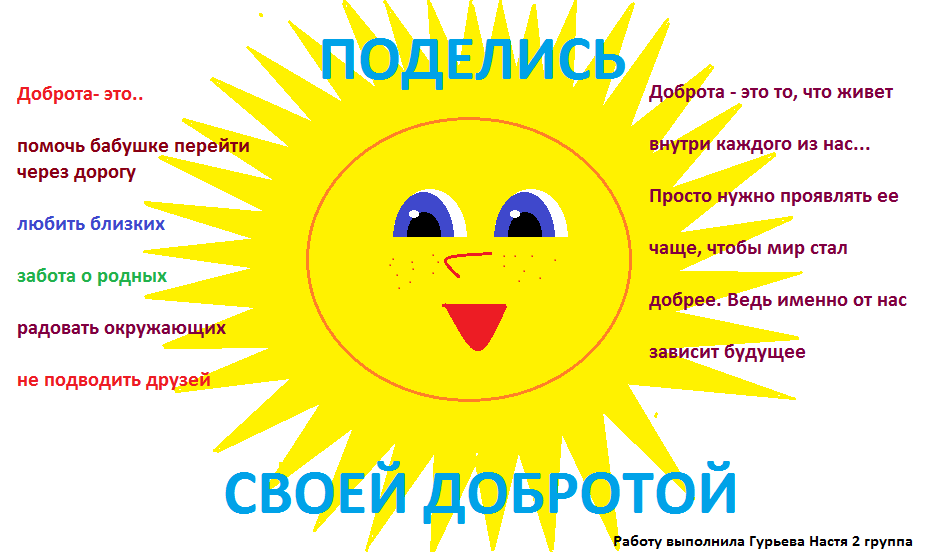 ПОДЕЛИСЬ
Доброта- это..
помочь бабушке перейти
через дорогу
любить близких
забота о родных
радовать окружающих
не подводить друзей
Доброта - это то, что живет
внутри каждого из нас...
Просто нужно проявлять ее
чаще, чтобы мир стал
добрее. Ведь именно от нас
зависит будущее
СВОЕЙ ДОБРОТОЙ
Работу выполнила Гурьева Настя 2 группа